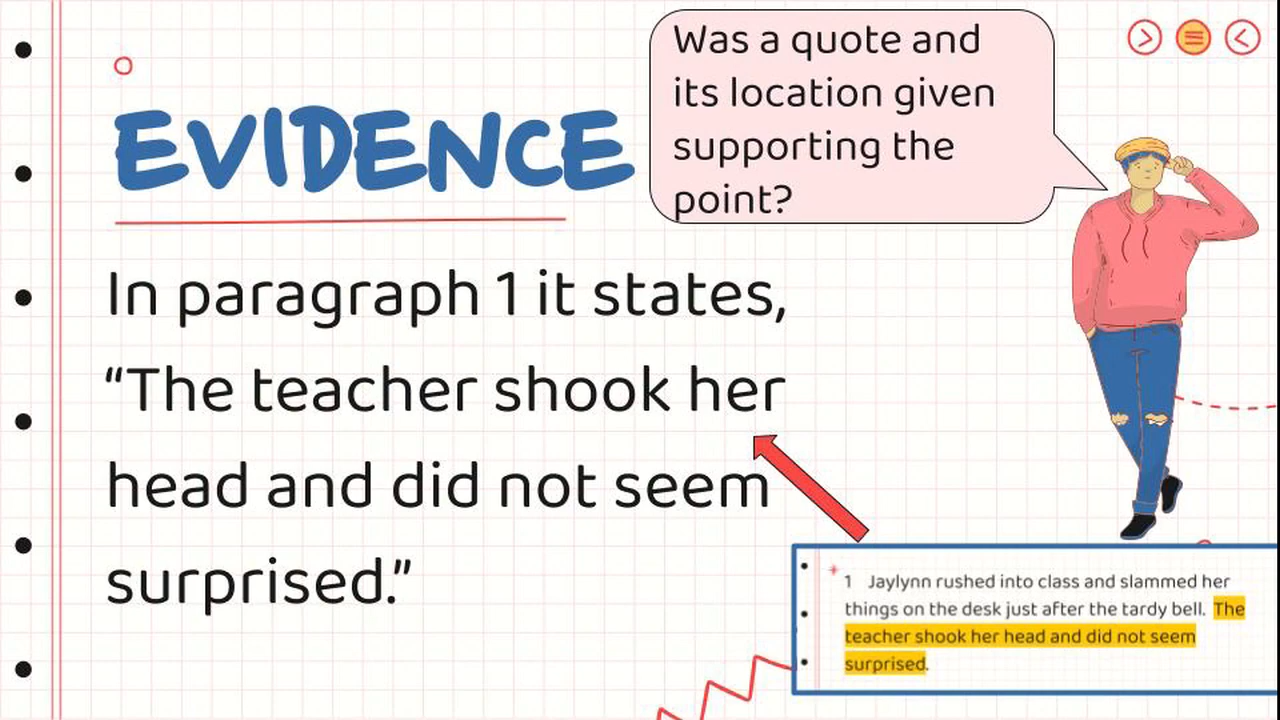 Was a quote and
its location given
supporting the
point?
EVIDENCE
In paragraph 1 it states,
“The teacher shook her
head and did not seem
surprised.”
1 Jaylynn rushed into class and slammed her
things on the desk just after the tardy bell. The
teacher shook her head and did not seem
surprised.